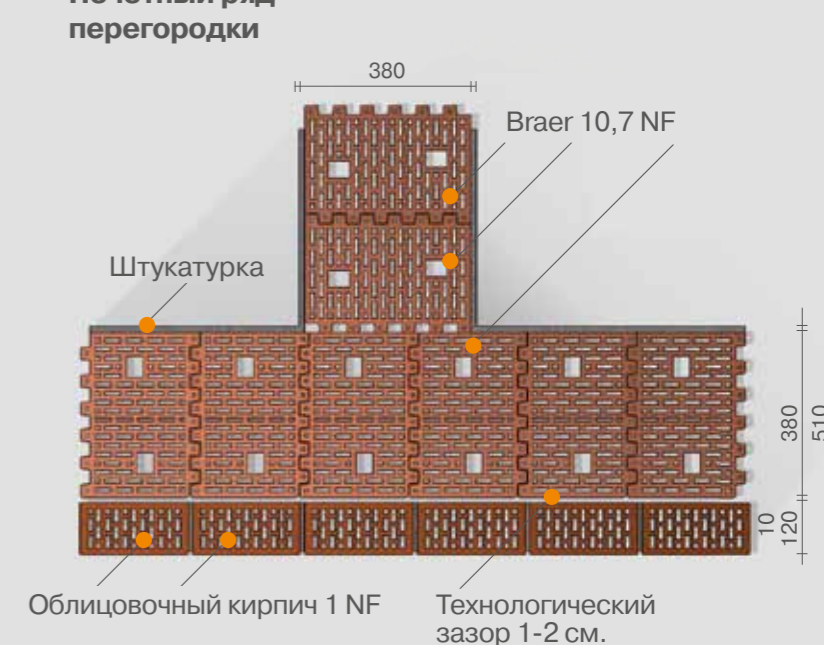 перегородки
380
Braer 10,7 NF
Штукатурка
380
510
10
120
Облицовочный кирпич 1 NF
Технологический
зазор 1-2 см.